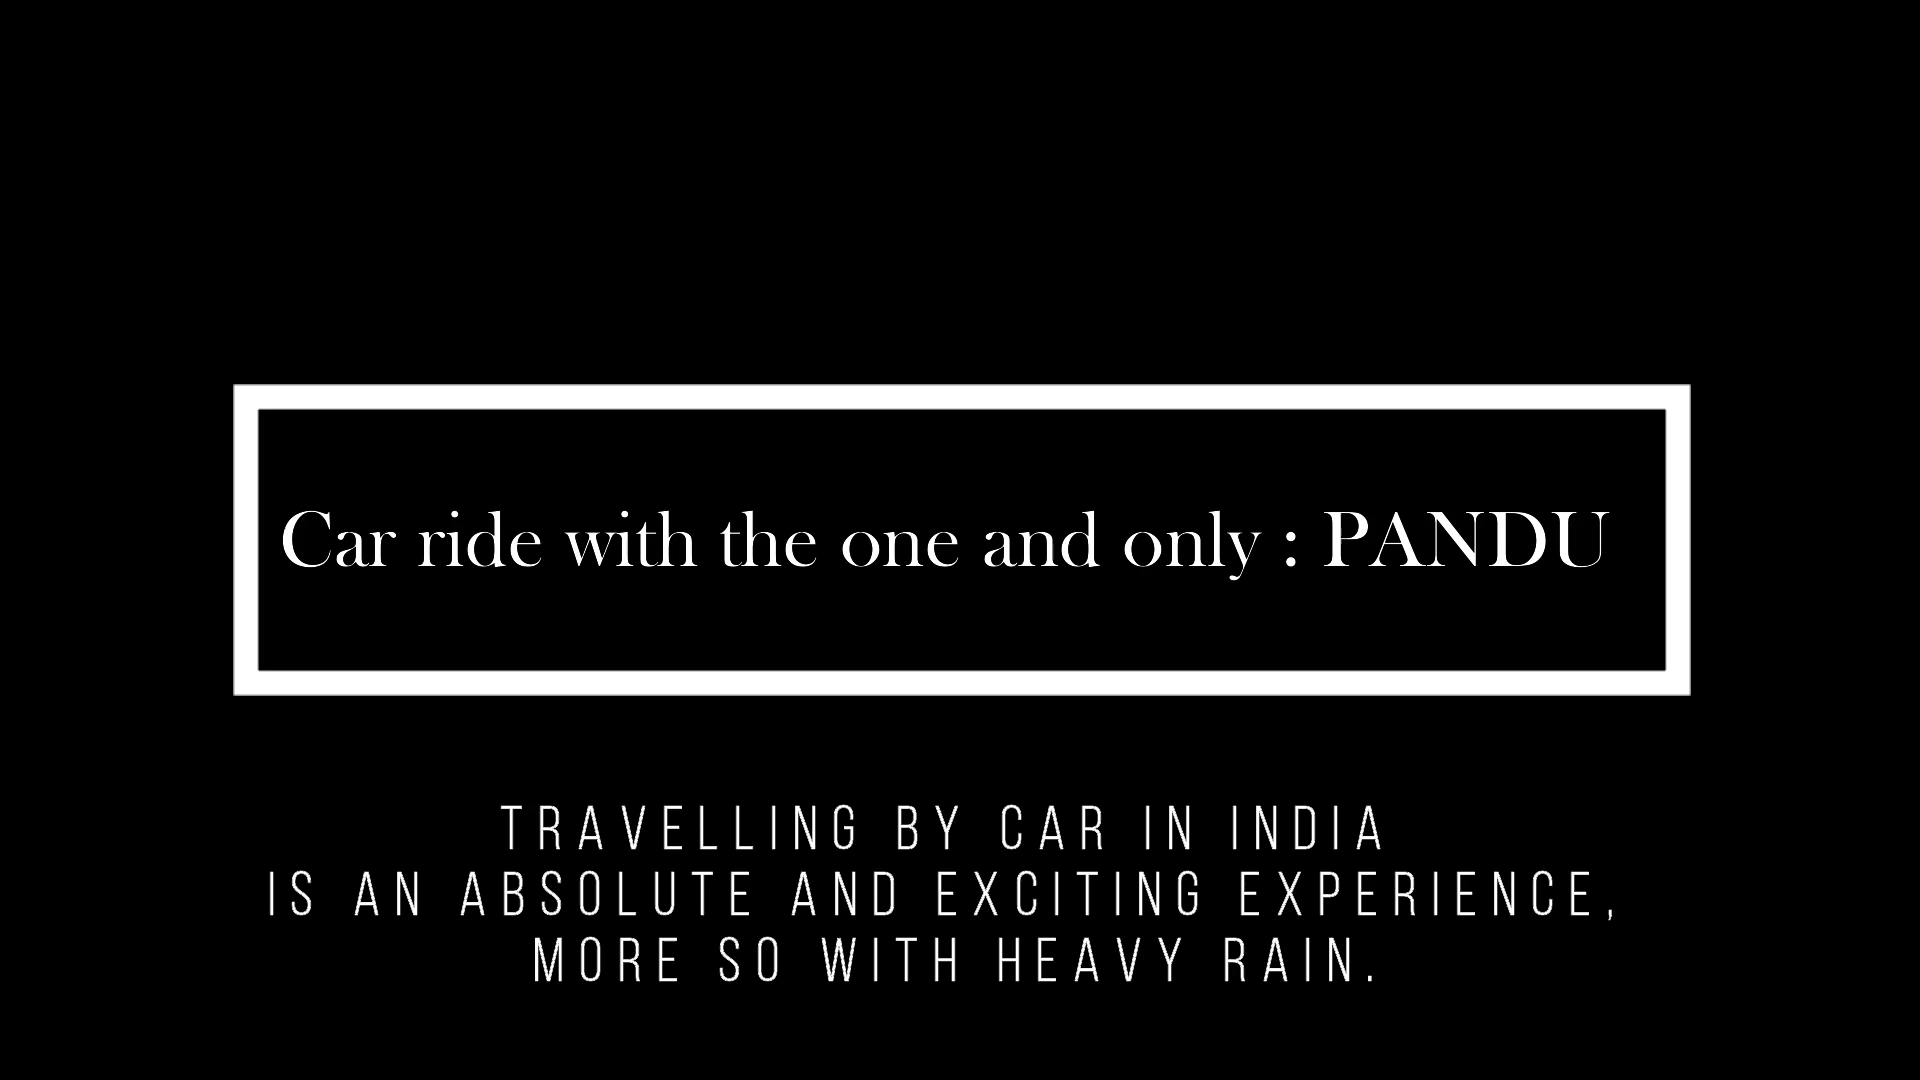 Car ride with the one and only : PANDU
TRAVELLING BY CAR IN INDIA
IS AN ABSOLUTE AND EXCITING EXPERIENCE,
MORE SO WITH HEAVY RAIN.